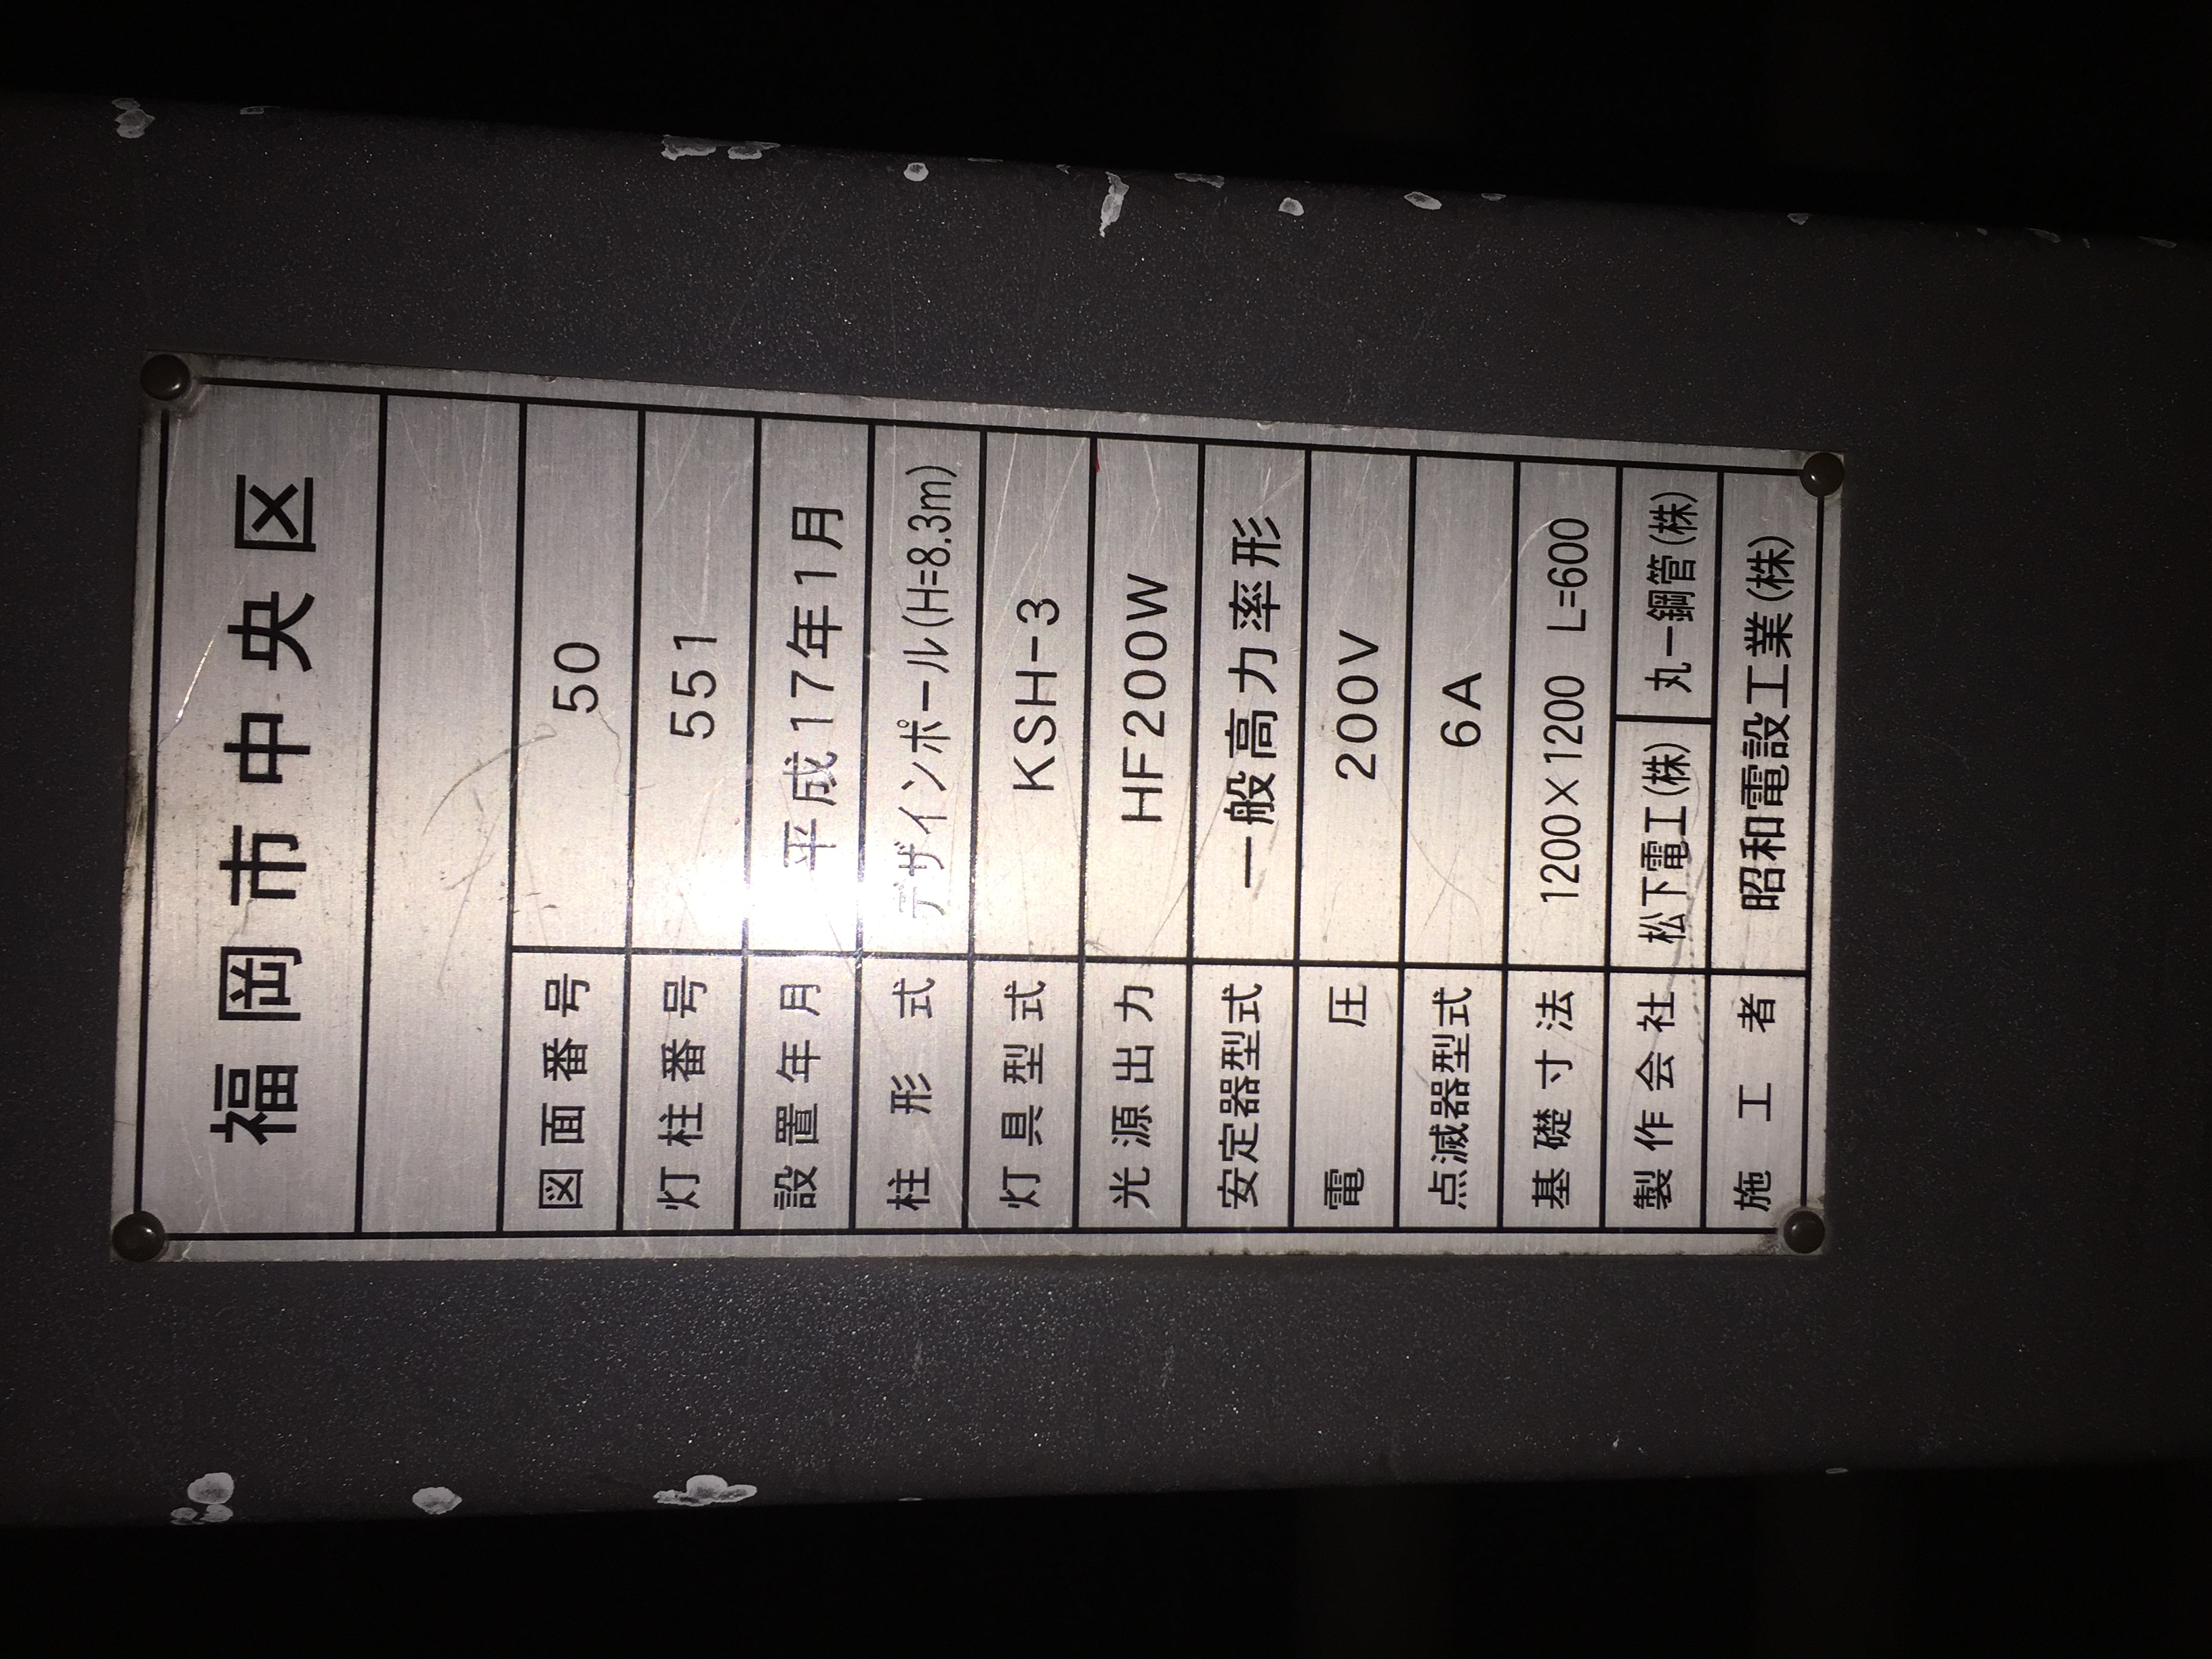 福岡市中央区
図面番号 50
灯柱番号 551
設置年月 平成17年1月
柱形式 デザインポール(H=8.3m)
灯具型式 KSH-3
光源出力 HF200W
安定器型式 一般高力率形
電圧 200V
点滅器型式 6A
基礎寸法 1200×1200 L=600
製作会社 松下電工(株) 丸一鋼管(株)
施工者 昭和電設工業(株)